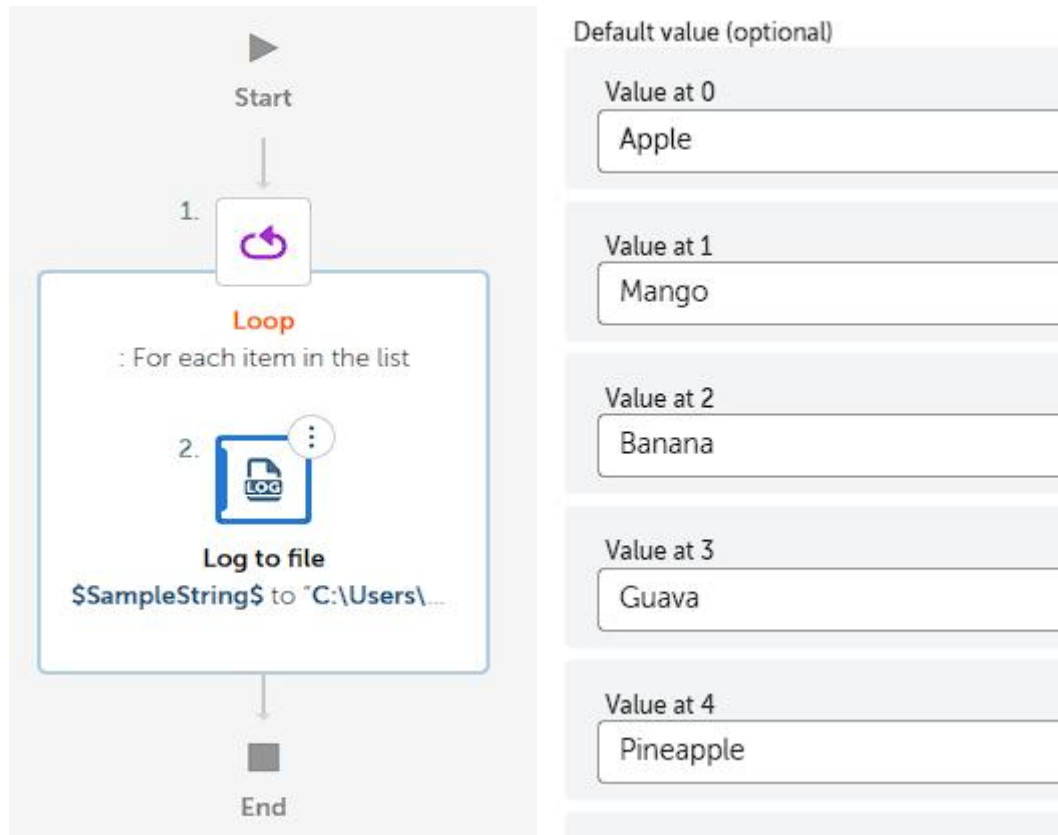 Start
1.
Loop
: For each item in the list
2.
LOG
Log to file
$SampleString$ to "C:\Users\...
End
Default value (optional)
Value at 0
Apple
Value at 1
Mango
Value at 2
Banana
Value at 3
Guava
Value at 4
Pineapple